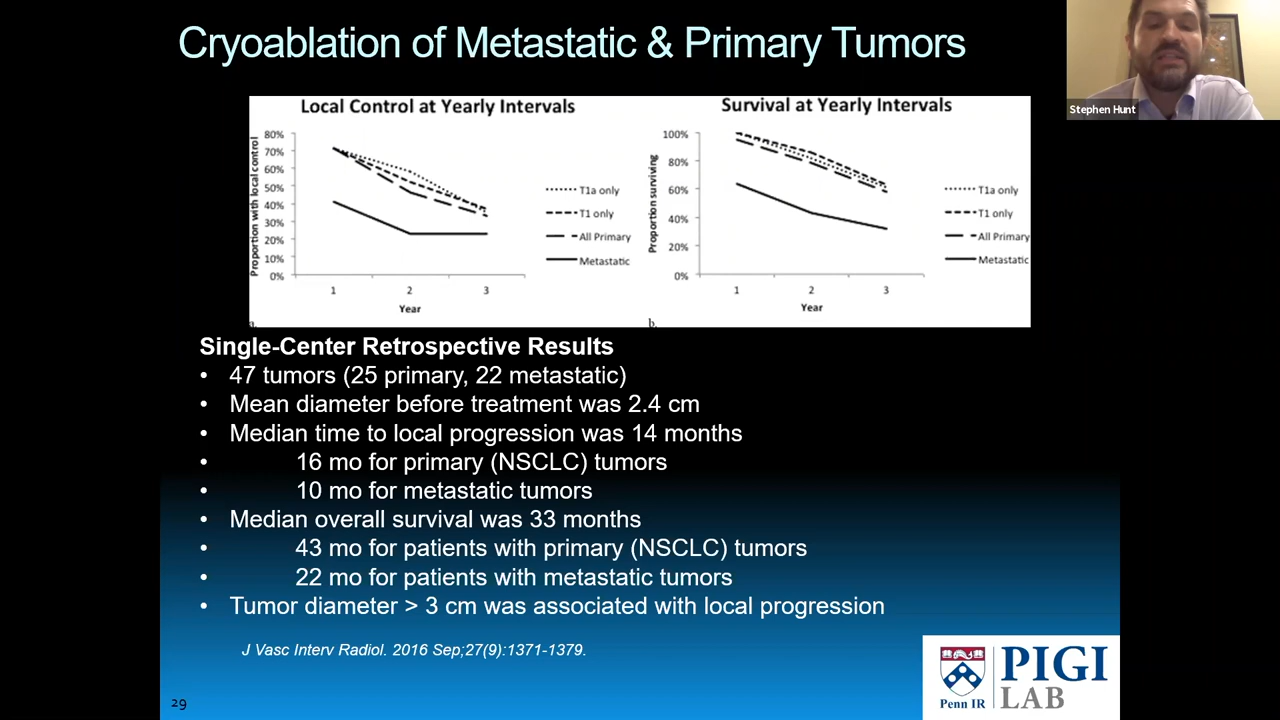 Cryoablation of Metastatic & Primary Tumors
Stephen Hunt
Local Control at Yearly Intervals
Proportion with local control
80%
70%
60%
50%
40%
30%
20%
10%
0%
1 2 3
Year
T1a only
T1 only
All Primary
Metastatic
a.
Survival at Yearly Intervals
Proportion surviving
100%
80%
60%
40%
20%
0%
1 2 3
Year
T1a only
T1 only
All Primary
Metastatic
b.
Single-Center Retrospective Results
• 47 tumors (25 primary, 22 metastatic)
• Mean diameter before treatment was 2.4 cm
• Median time to local progression was 14 months
• 16 mo for primary (NSCLC) tumors
• 10 mo for metastatic tumors
• Median overall survival was 33 months
• 43 mo for patients with primary (NSCLC) tumors
• 22 mo for patients with metastatic tumors
• Tumor diameter > 3 cm was associated with local progression
J Vasc Interv Radiol. 2016 Sep;27(9):1371-1379.
29
Penn IR
PIGI
LAB